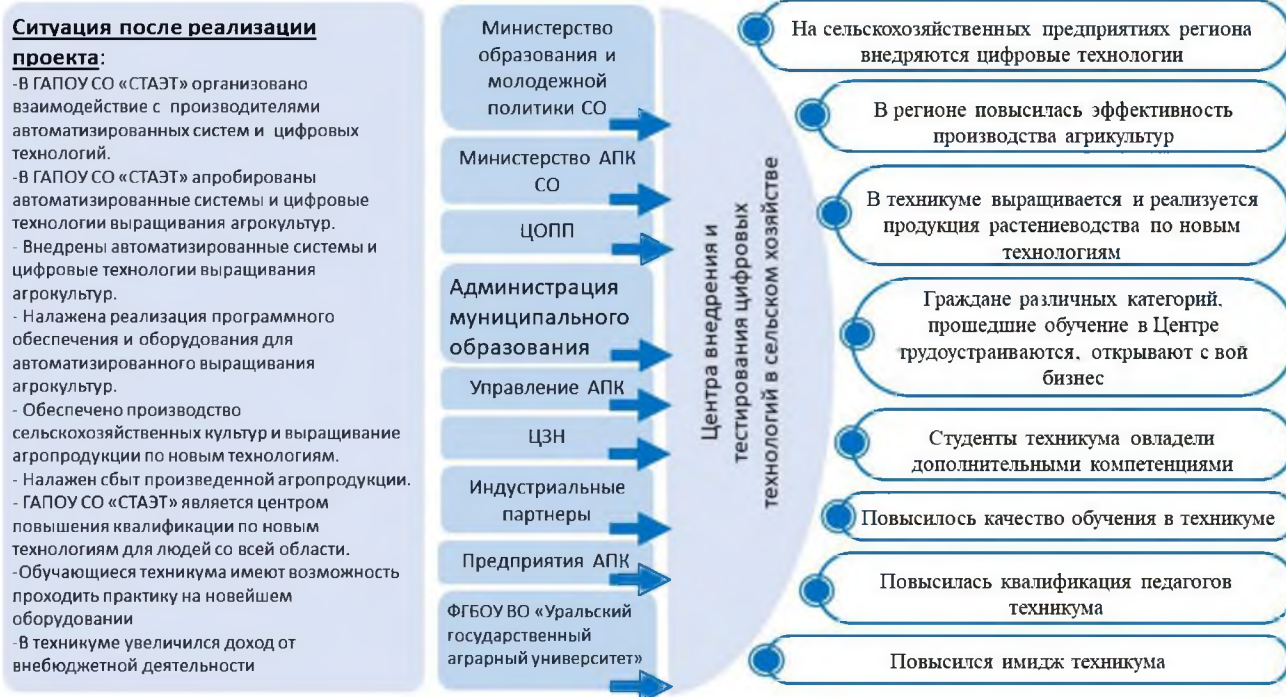 Ситуация после реализации
проекта:
-В ГАПОУ СО «СТАЭТ» организовано
взаимодействие с производителями
автоматизированных систем и цифровых
технологий.
-В ГАПОУ СО «СТАЭТ» апробированы
автоматизированные системы и цифровые
технологии выращивания агрокультур.
- Внедрены автоматизированные системы и
цифровые технологии выращивания
агрокультур.
- Налажена реализация программного
обеспечения и оборудования для
автоматизированного выращивания
агрокультур.
- Обеспечено производство
сельскохозяйственных культур и выращивание
агропродукции по новым технологиям.
- Налажен сбыт произведенной агропродукции.
- ГАПОУ СО «СТАЭТ» является центром
повышения квалификации по новым
технологиям для людей со всей области.
-Обучающиеся техникума имеют возможность
проходить практику на новейшем
оборудовании
-В техникуме увеличился доход от
внебюджетной деятельности
Министерство
образования и
молодежной
политики СО
Министерство АПК
СО
ЦОПП
Администрация
муниципального
образования
Управление АПК
ЦЗН
Индустриальные
партнеры
Предприятия АПК
ФГБОУ ВО «Уральский
государственный
аграрный университет»
Центра внедрения и
тестирования цифровых
технологий в сельском хозяйстве
На сельскохозяйственных предприятиях региона
внедряются цифровые технологии
В регионе повысилась эффективность
производства агрикультур
В техникуме выращивается и реализуется
продукция растениеводства по новым
технологиям
Граждане различных категорий,
прошедшие обучение в Центре
трудоустраиваются, открывают с вой
бизнес
Студенты техникума овладели
дополнительными компетенциями
Повысилось качество обучения в техникуме
Повысилась квалификация педагогов
техникума
Повысился имидж техникума